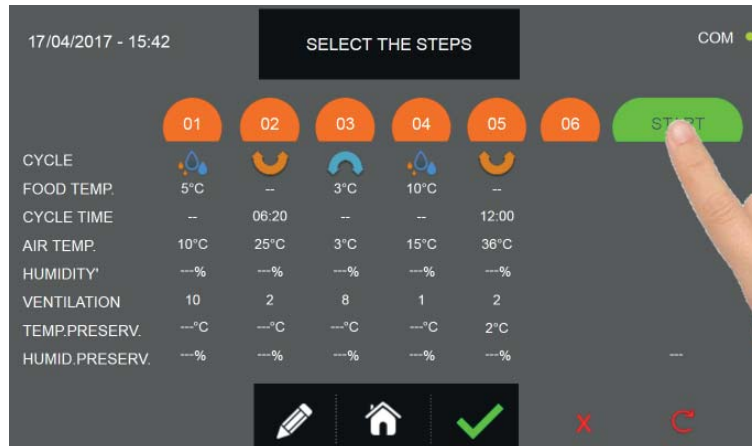 17/04/2017 - 15:42 SELECT THE STEPS COM
01 02 03 04 05 06 START
CYCLE
FOOD TEMP. 5°C -- 3°C 10°C --
CYCLE TIME -- 06:20 -- -- 12:00
AIR TEMP. 10°C 25°C 3°C 15°C 36°C
HUMIDITY' ---% ---% ---% ---% ---%
VENTILATION 10 2 8 1 2
TEMP.PRESERV. ---°C ---°C ---°C ---°C 2°C
HUMID.PRESERV. ---% ---% ---% ---% ---% ---
X